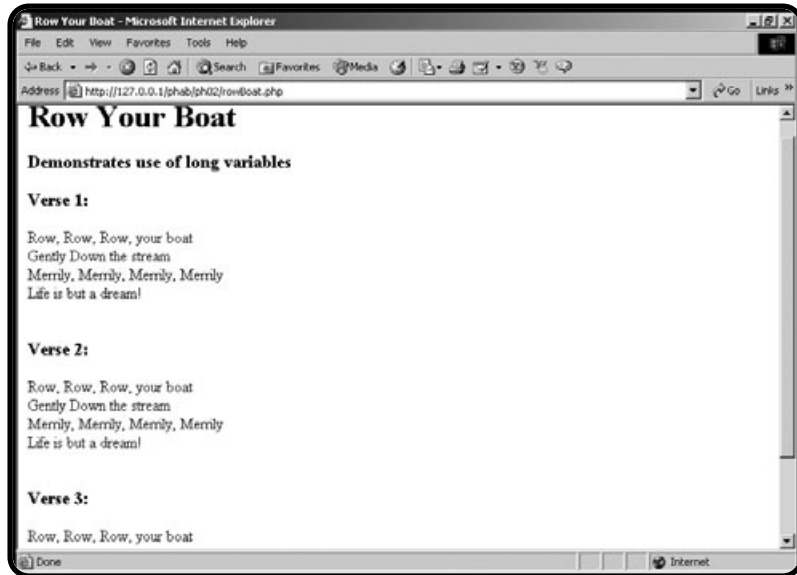 Row Your Boat - Microsoft Internet Explorer
File Edit View Favorites Tools Help
Back Search Favorites Media
Address http://127.0.0.1/phab/ph02/rowBoat.php Go Links »
Row Your Boat
Demonstrates use of long variables
Verse 1:
Row, Row, Row, your boat
Gently Down the stream
Merrily, Merrily, Merrily, Merrily
Life is but a dream!
Verse 2:
Row, Row, Row, your boat
Gently Down the stream
Merrily, Merrily, Merrily, Merrily
Life is but a dream!
Verse 3:
Row, Row, Row, your boat
Done Internet